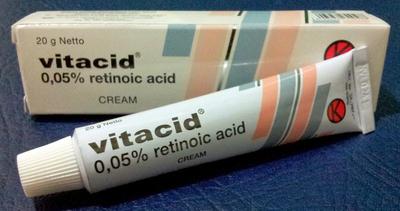 20 g Netto
vitacid®
0,05% retinoic acid
CREAM
20 g Netto
vitacid®
0,05% retinoic acid
CREAM